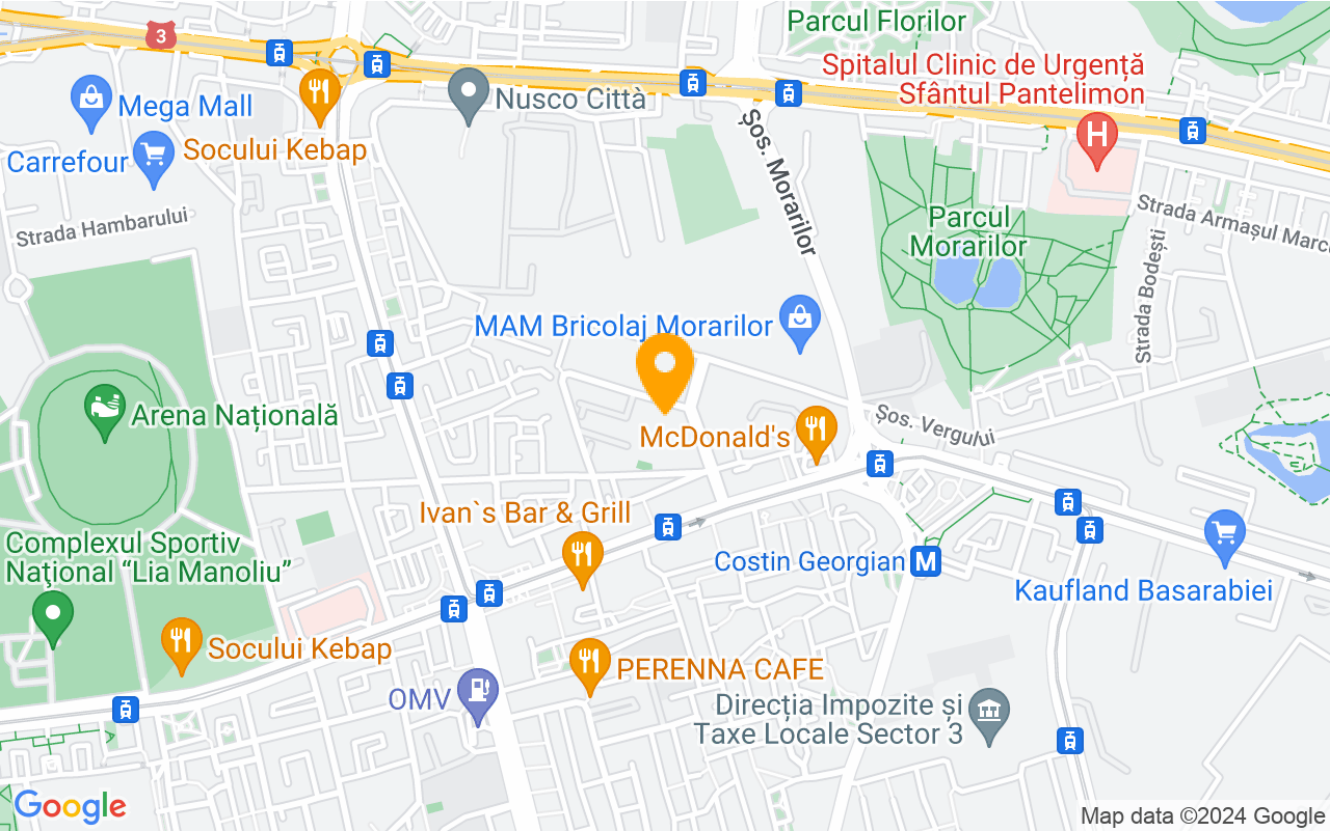 Parcul Florilor
3
Spitalul Clinic de Urgență
Sfântul Pantelimon
H
Mega Mall
Nusco Città
Carrefour
Socului Kebap
Șos. Morarilor
Strada Hambarului
Parcul
Morarilor
Strada Armașul Marcu
Strada Bodești
MAM Bricolaj Morarilor
Arena Națională
McDonald's
Șos. Vergului
Ivan`s Bar & Grill
Complexul Sportiv
Naţional “Lia Manoliu”
Costin Georgian
M
Kaufland Basarabiei
Socului Kebap
PERENNA CAFE
OMV
Direcția Impozite și
Taxe Locale Sector 3
Google
Map data ©2024 Google